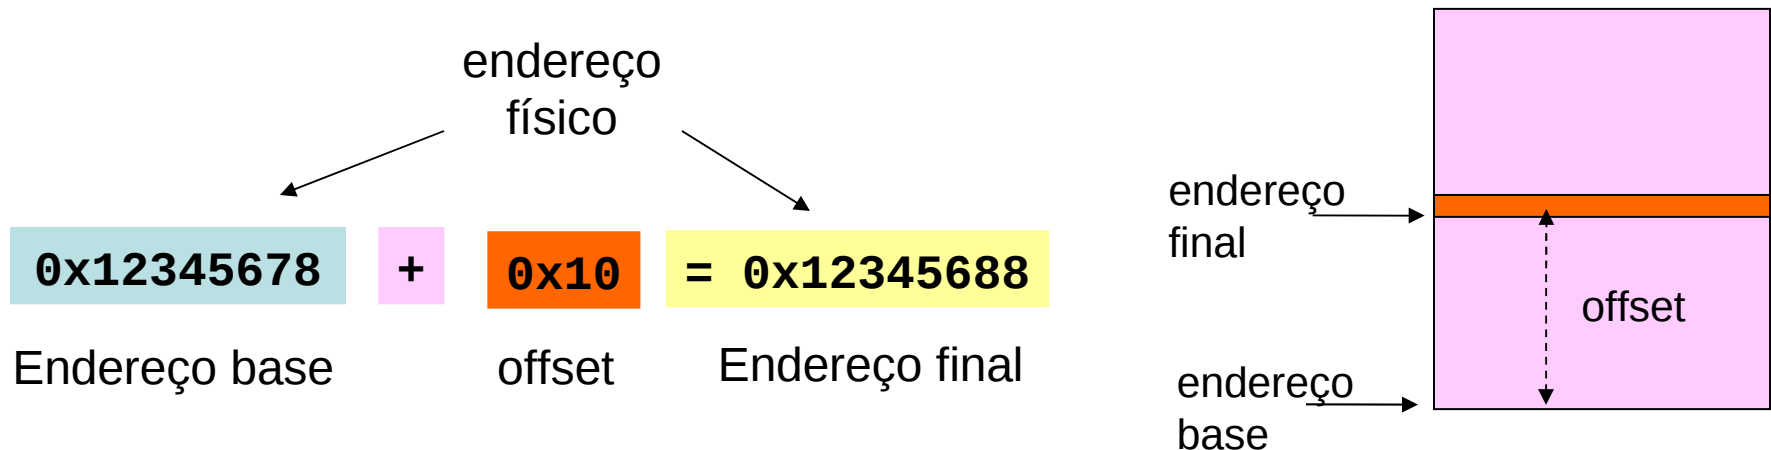 endereço
físico
0x12345678 + 0x10 = 0x12345688
Endereço base offset Endereço final
endereço
final
offset
endereço
base